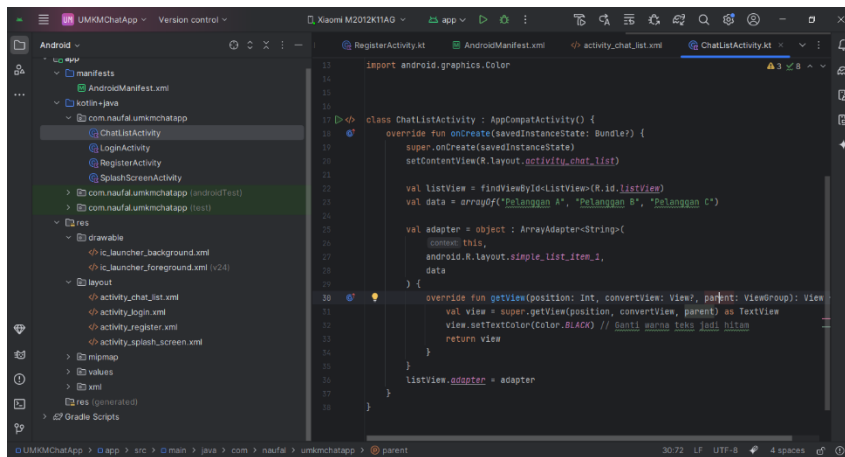 UM UMKMChatApp Version control Xiaomi M2012K11AG app
Android
RegisterActivity.kt AndroidManifest.xml activity_chat_list.xml ChatListActivity.kt
app
manifests
AndroidManifest.xml
kotlin+java
com.naufal.umkmchatapp
ChatListActivity
LoginActivity
RegisterActivity
SplashScreenActivity
com.naufal.umkmchatapp (androidTest)
com.naufal.umkmchatapp (test)
res
drawable
ic_launcher_background.xml
ic_launcher_foreground.xml (v24)
layout
activity_chat_list.xml
activity_login.xml
activity_register.xml
activity_splash_screen.xml
mipmap
values
xml
res (generated)
Gradle Scripts
3 8
13 import android.graphics.Color
14
15
16
17 class ChatListActivity : AppCompatActivity() {
18 override fun onCreate(savedInstanceState: Bundle?) {
19 super.onCreate(savedInstanceState)
20 setContentView(R.layout.activity_chat_list)
21
22 val listView = findViewById<ListView>(R.id.listView)
23 val data = arrayOf("Pelanggan A", "Pelanggan B", "Pelanggan C")
24
25 val adapter = object : ArrayAdapter<String>(
26 context: this,
27 android.R.layout.simple_list_item_1,
28 data
29 ) {
30 override fun getView(position: Int, convertView: View?, parent: ViewGroup): View
31 val view = super.getView(position, convertView, parent) as TextView
32 view.setTextColor(Color.BLACK) // Ganti warna teks jadi hitam
33 return view
34 }
35 }
36 listView.adapter = adapter
37 }
38 }
UMKMChatApp > app > src > main > java > com > naufal > umkmchatapp > parent 30:72 LF UTF-8 4 spaces